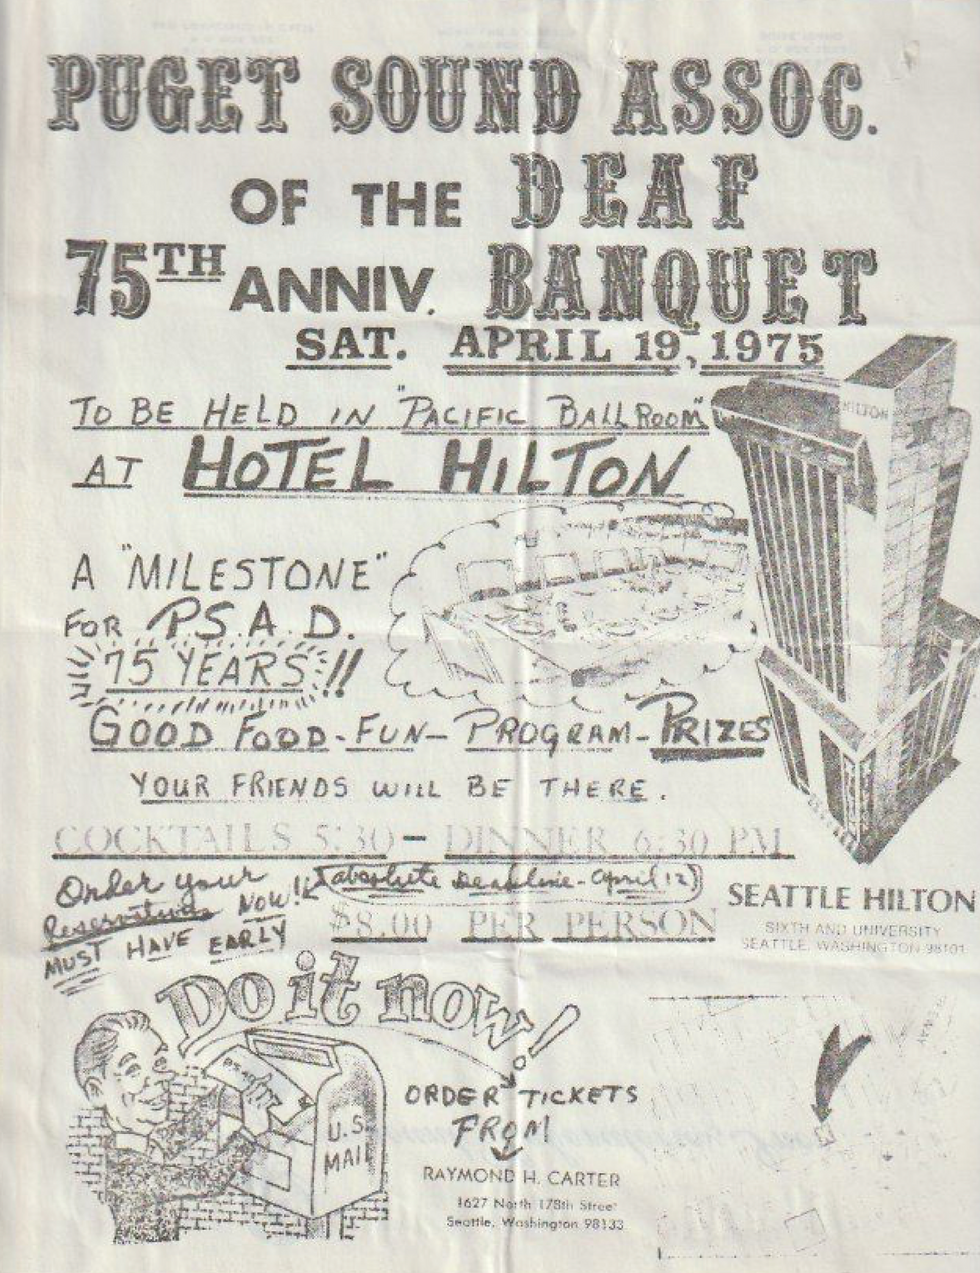 PUGET SOUND ASSOC.
OF THE DEAF
75TH ANNIV. BANQUET
SAT. APRIL 19, 1975
TO BE HELD IN "PACIFIC BALLROOM"
AT HOTEL HILTON
HILTON
A "MILESTONE"
FOR P.S.A.D.
75 YEARS!!
GOOD FOOD - FUN - PROGRAM - PRIZES
YOUR FRIENDS WILL BE THERE.
COCKTAILS 5:30 - DINNER 6:30 PM
Order your
Reservations NOW!!
MUST HAVE EARLY
(absolute Deadline - April 12)
$8.00 PER PERSON
SEATTLE HILTON
SIXTH AND UNIVERSITY
SEATTLE, WASHINGTON 98101
Do it now!
U.S.
MAIL
ORDER TICKETS
FROM
RAYMOND H. CARTER
1627 North 178th Street
Seattle, Washington 98133